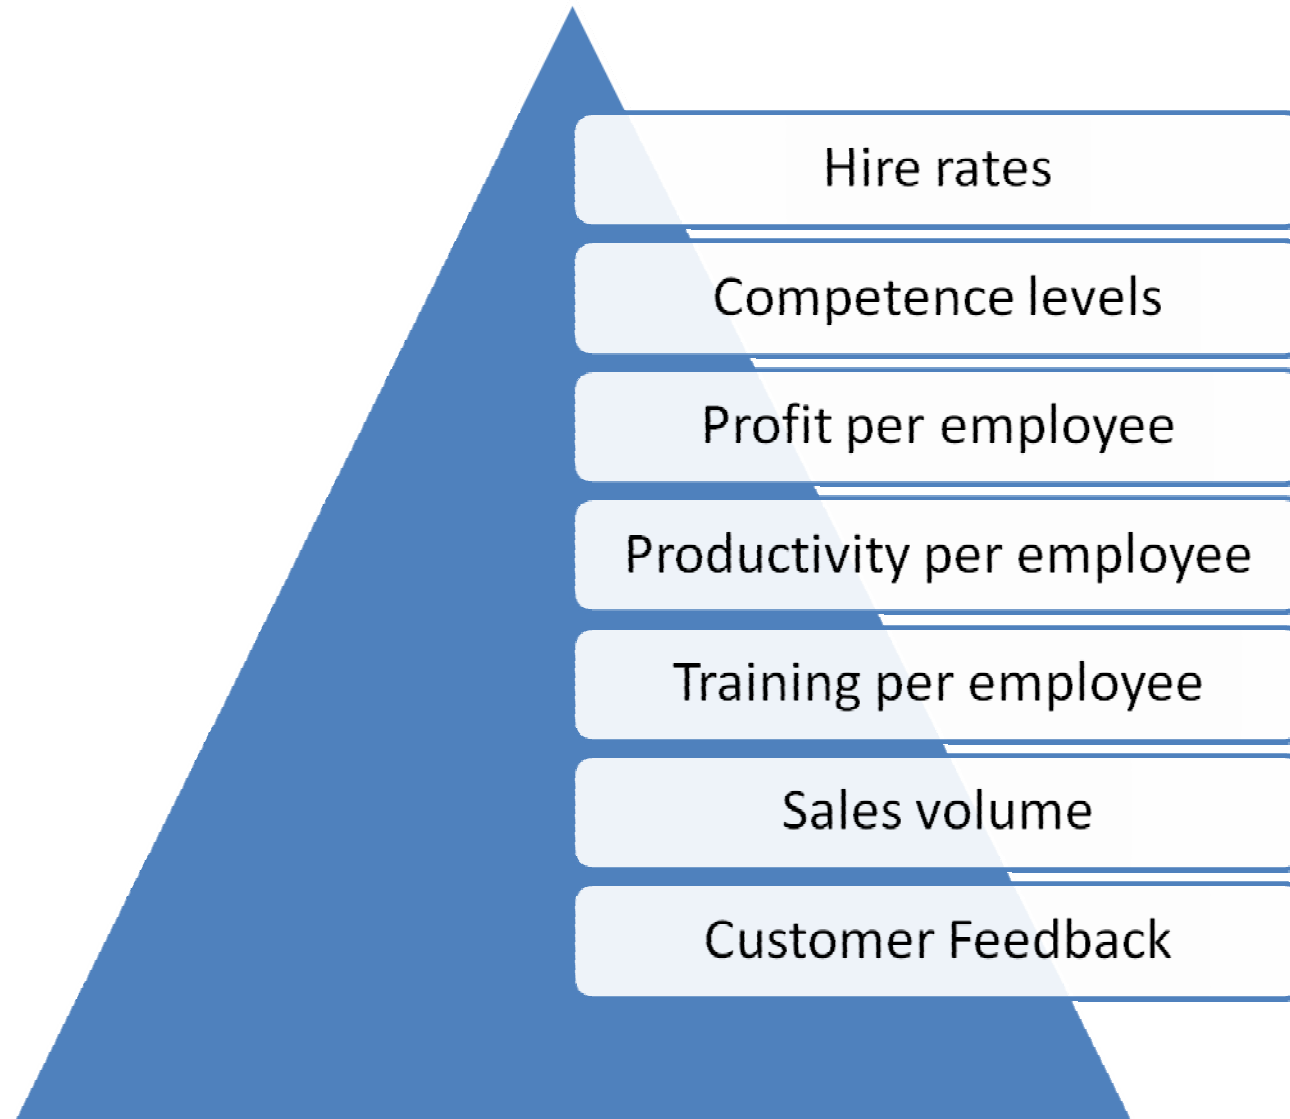 Hire rates
Competence levels
Profit per employee
Productivity per employee
Training per employee
Sales volume
Customer Feedback